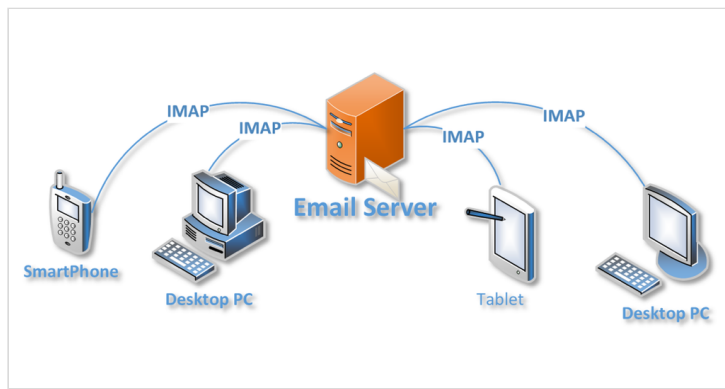 IMAP
IMAP
IMAP
IMAP
Email Server
SmartPhone
Desktop PC
Tablet
Desktop PC